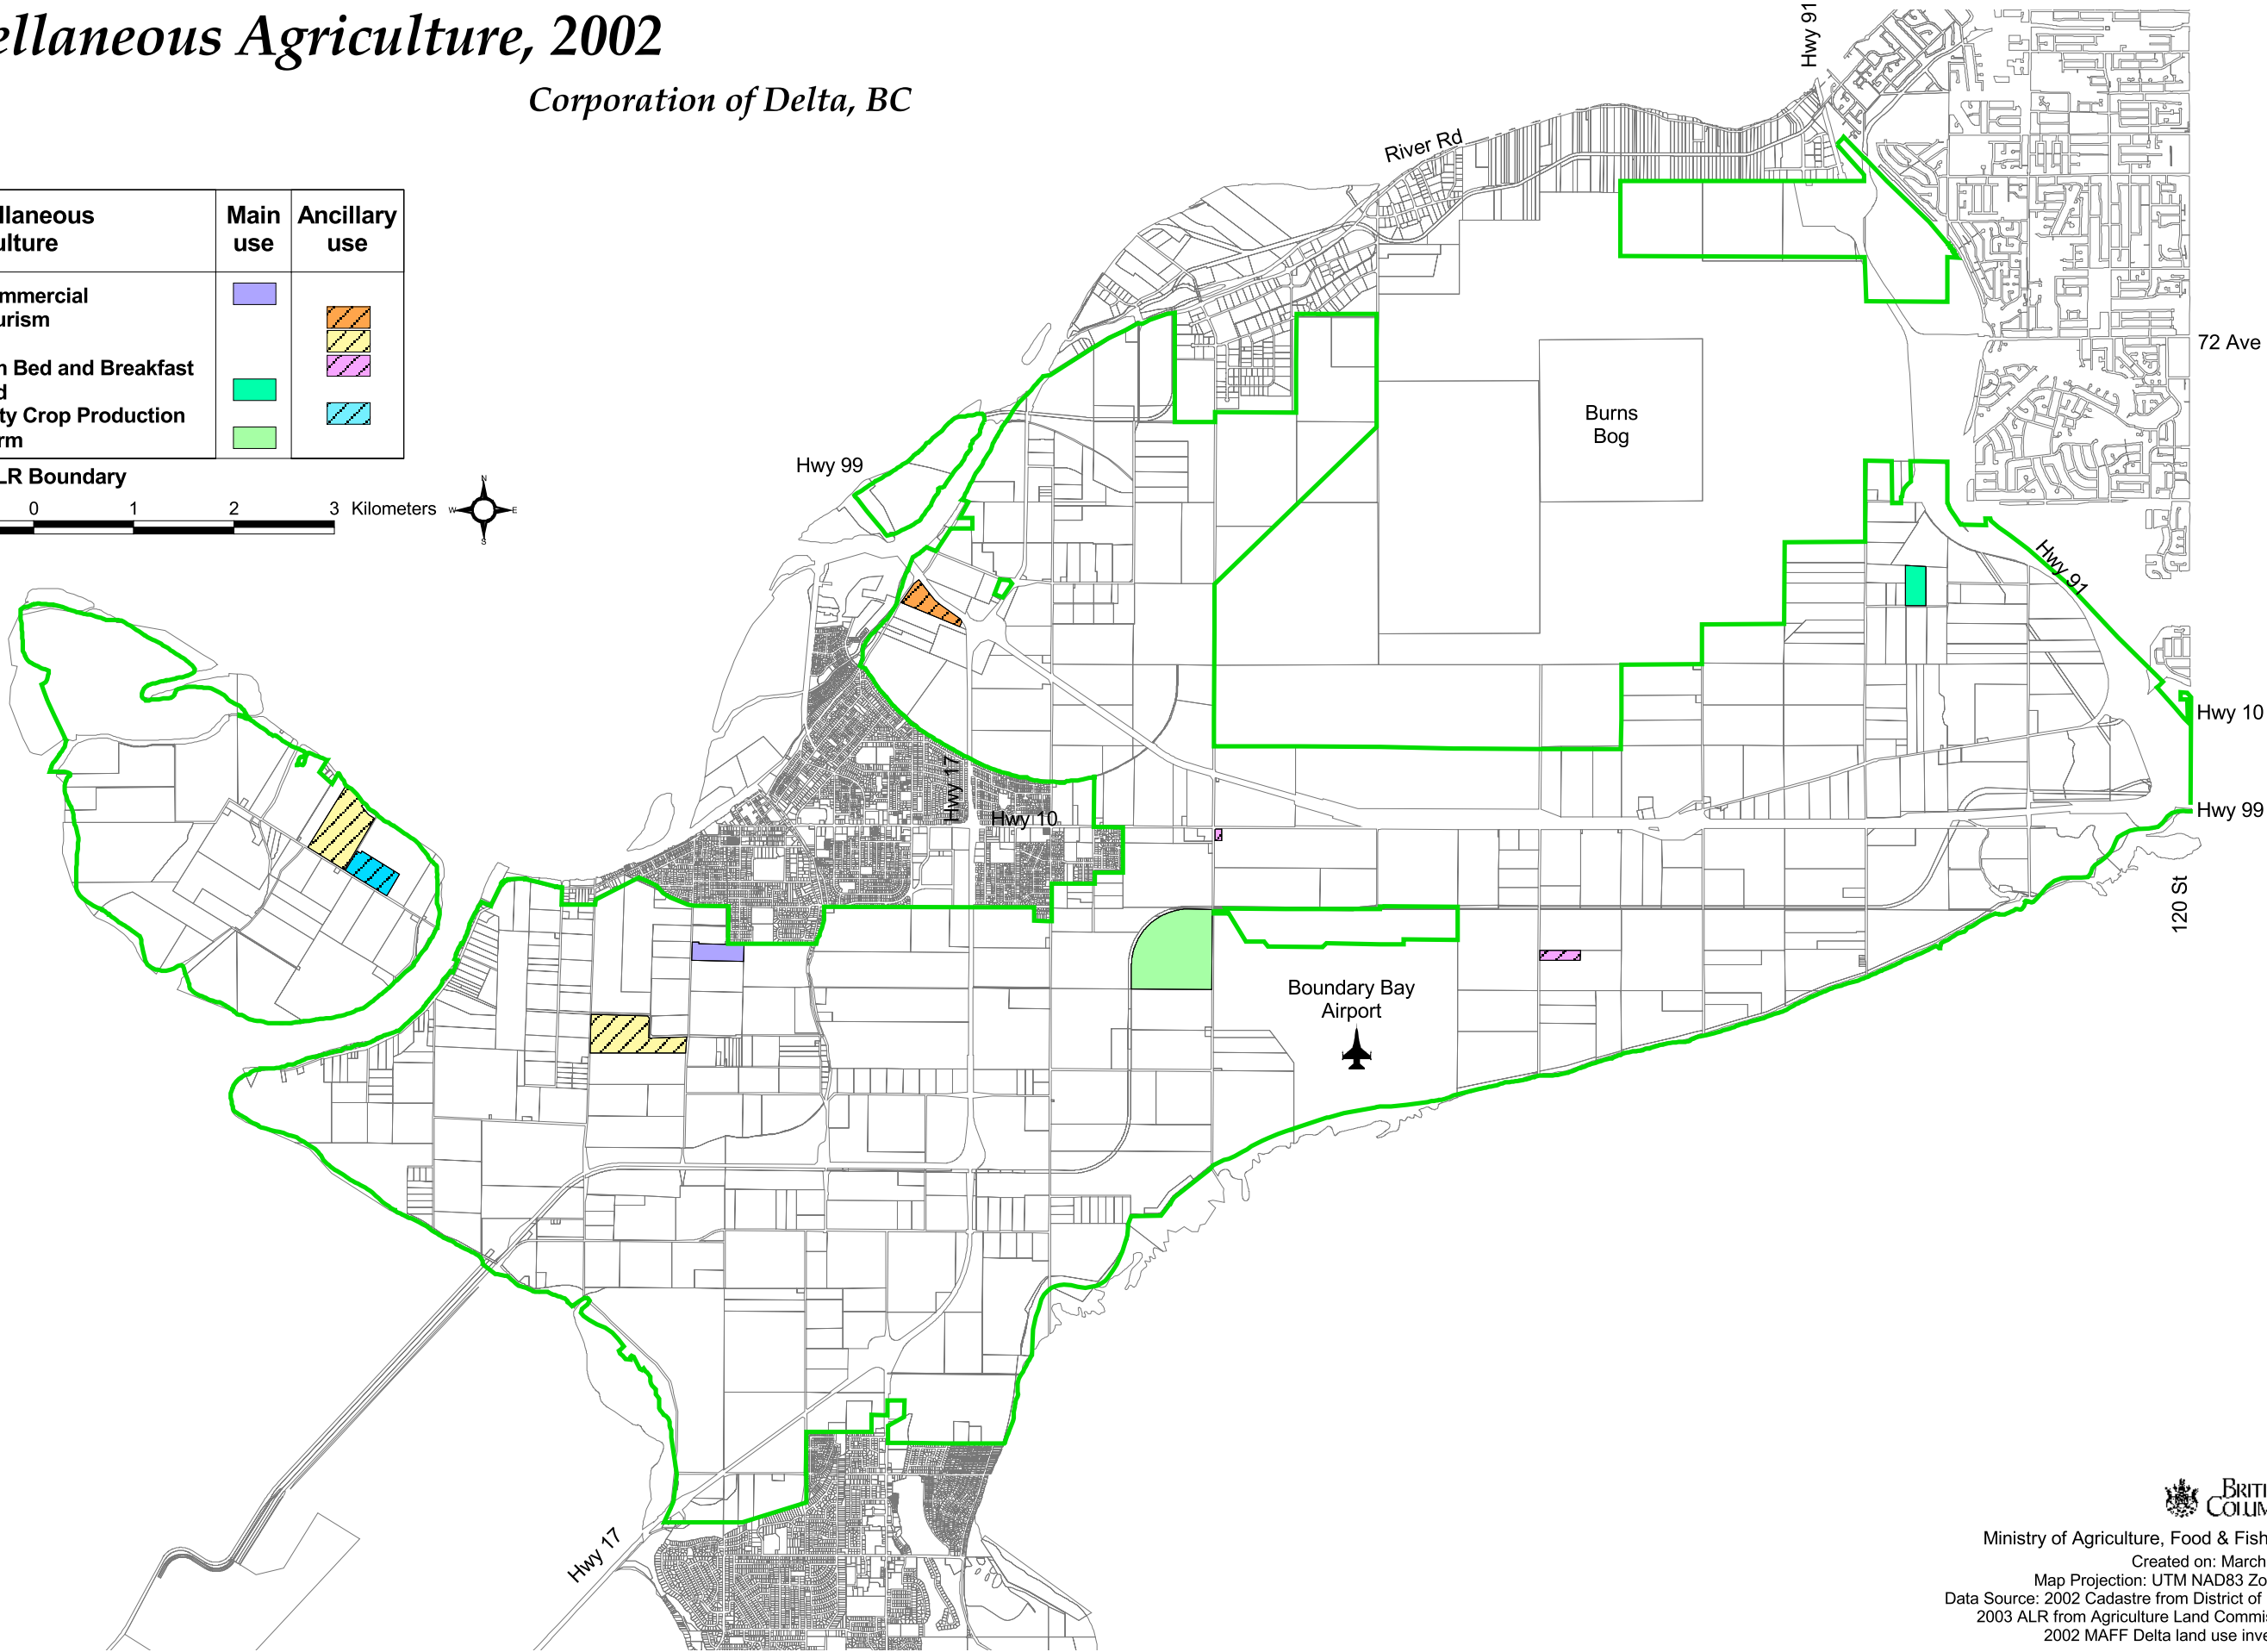 ellaneous Agriculture, 2002
Corporation of Delta, BC
llaneous
ulture
Main
use
Ancillary
use
mmercial
urism
n Bed and Breakfast
d
ty Crop Production
rm
LR Boundary
0 1 2 3 Kilometers
N
W E
S
Hwy 91
River Rd
72 Ave
Burns
Bog
Hwy 99
Hwy 91
Hwy 10
Hwy 17
Hwy 10
Hwy 99
120 St
Boundary Bay
Airport
Hwy 17
BRITI
COLUM
Ministry of Agriculture, Food & Fish
Created on: March
Map Projection: UTM NAD83 Zo
Data Source: 2002 Cadastre from District of
2003 ALR from Agriculture Land Commis
2002 MAFF Delta land use inve